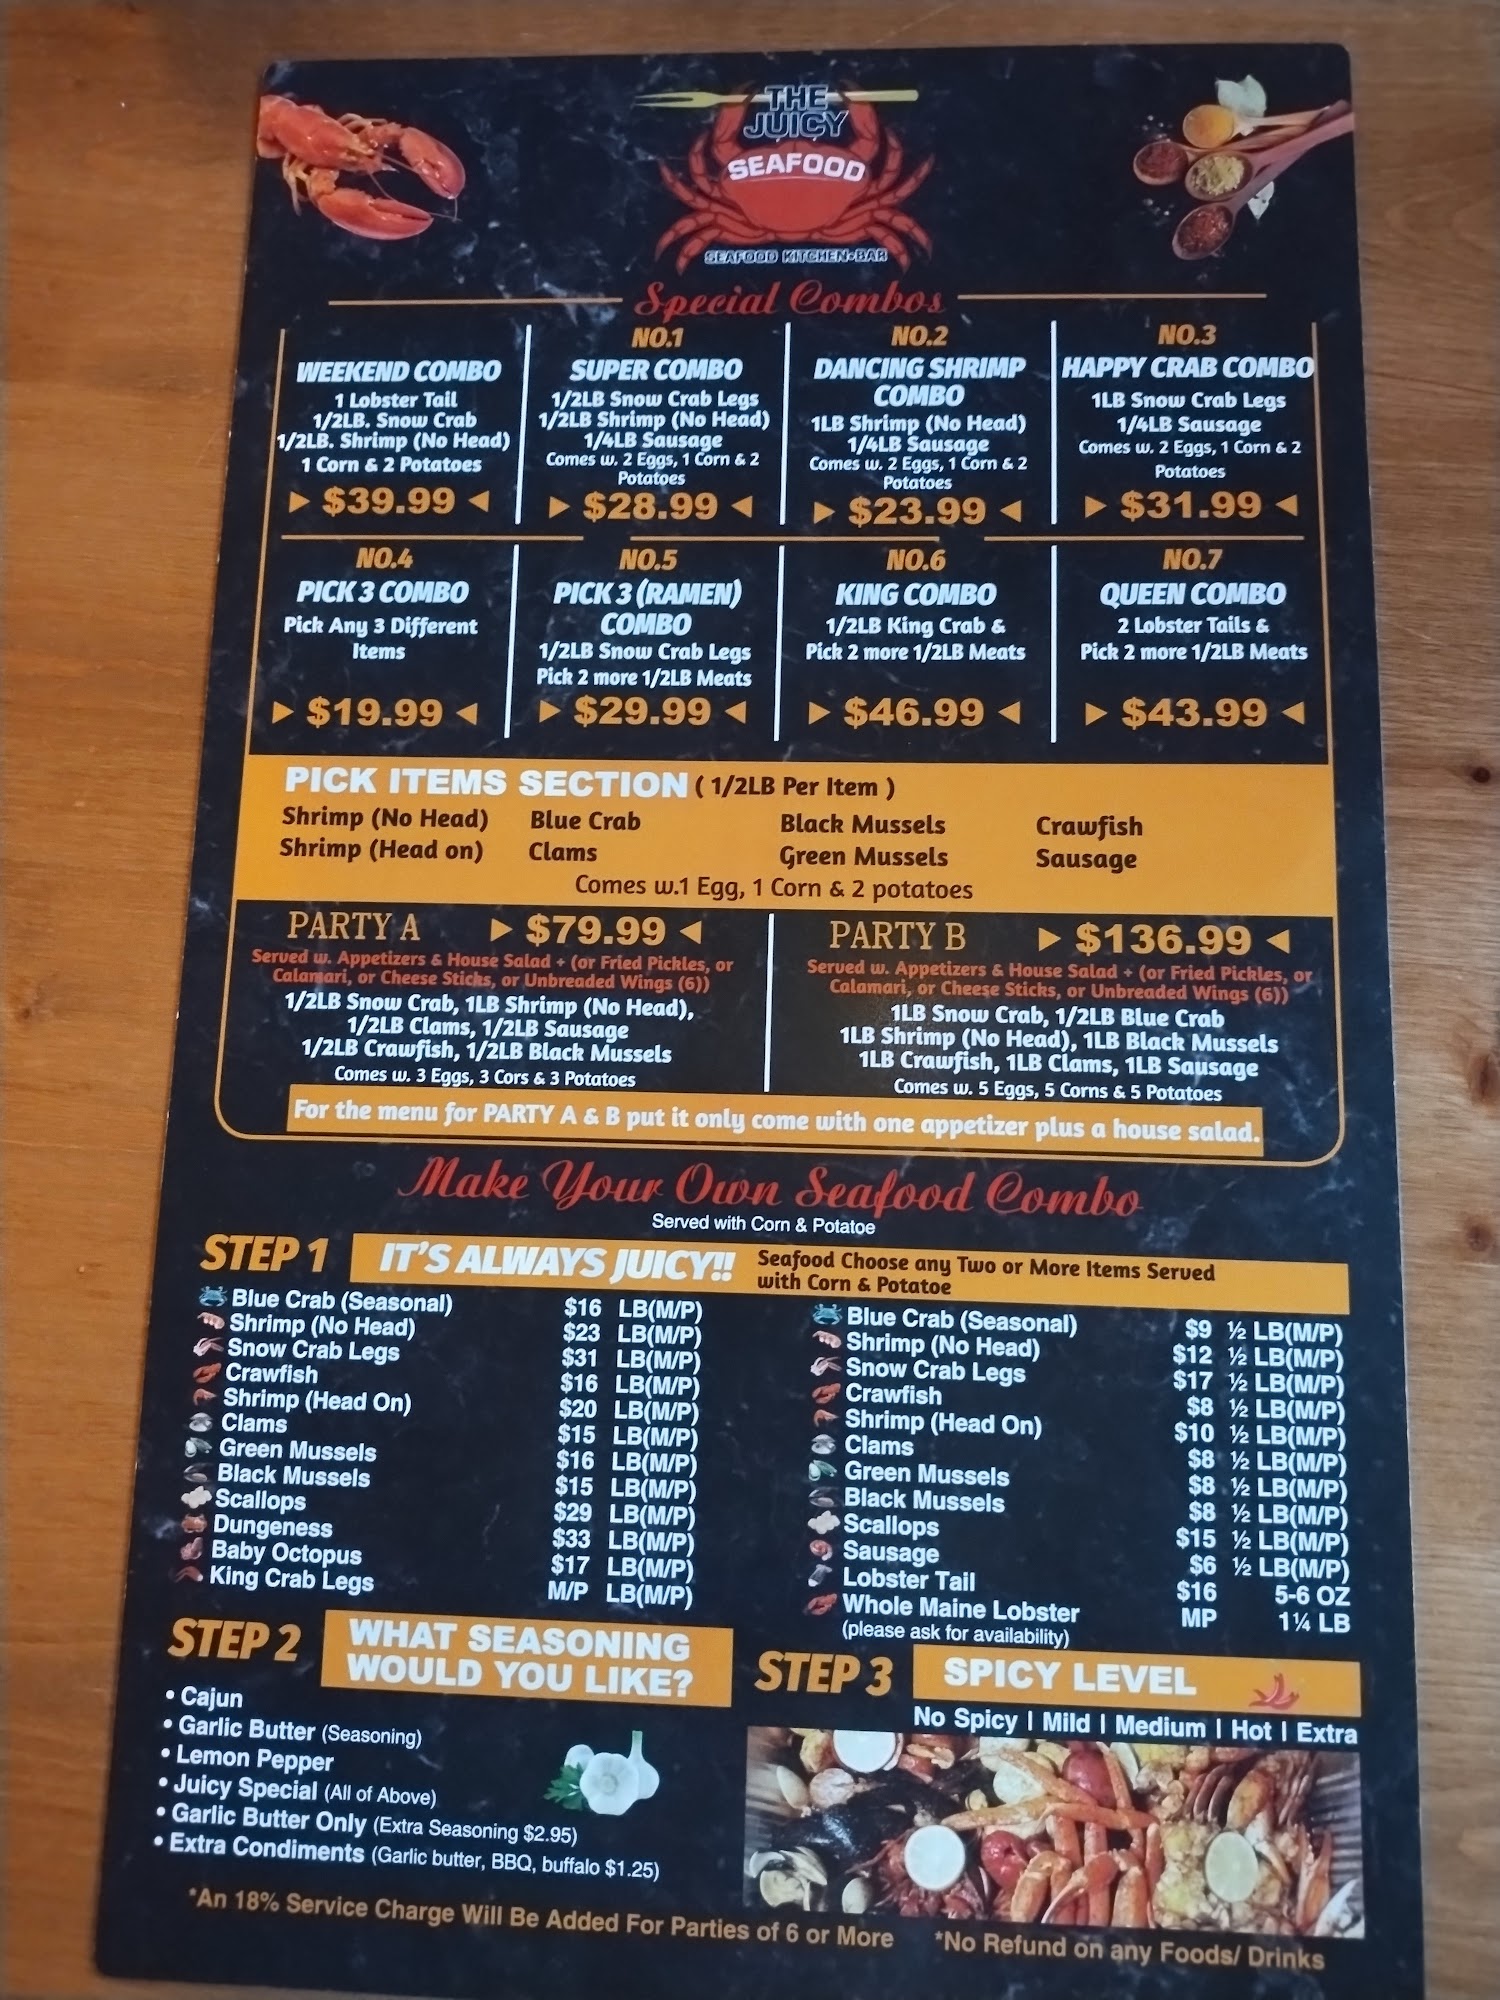 THE
JUICY
SEAFOOD
SEAFOOD KITCHEN•BAR
Special Combos
WEEKEND COMBO
1 Lobster Tail
1/2LB. Snow Crab
1/2LB. Shrimp (No Head)
1 Corn & 2 Potatoes
$39.99
NO.1
SUPER COMBO
1/2LB Snow Crab Legs
1/2LB Shrimp (No Head)
1/4LB Sausage
Comes w. 2 Eggs, 1 Corn & 2
Potatoes
$28.99
NO.2
DANCING SHRIMP
COMBO
1LB Shrimp (No Head)
1/4LB Sausage
Comes w. 2 Eggs, 1 Corn & 2
Potatoes
$23.99
NO.3
HAPPY CRAB COMBO
1LB Snow Crab Legs
1/4LB Sausage
Comes w. 2 Eggs, 1 Corn & 2
Potatoes
$31.99
NO.4
PICK 3 COMBO
Pick Any 3 Different
Items
$19.99
NO.5
PICK 3 (RAMEN)
COMBO
1/2LB Snow Crab Legs
Pick 2 more 1/2LB Meats
$29.99
NO.6
KING COMBO
1/2LB King Crab &
Pick 2 more 1/2LB Meats
$46.99
NO.7
QUEEN COMBO
2 Lobster Tails &
Pick 2 more 1/2LB Meats
$43.99
PICK ITEMS SECTION ( 1/2LB Per Item )
Shrimp (No Head) Blue Crab Black Mussels Crawfish
Shrimp (Head on) Clams Green Mussels Sausage
Comes w.1 Egg, 1 Corn & 2 potatoes
PARTY A $79.99
Served w. Appetizers & House Salad + (or Fried Pickles, or
Calamari, or Cheese Sticks, or Unbreaded Wings (6))
1/2LB Snow Crab, 1LB Shrimp (No Head),
1/2LB Clams, 1/2LB Sausage
1/2LB Crawfish, 1/2LB Black Mussels
Comes w. 3 Eggs, 3 Cors & 3 Potatoes
PARTY B $136.99
Served w. Appetizers & House Salad + (or Fried Pickles, or
Calamari, or Cheese Sticks, or Unbreaded Wings (6))
1LB Snow Crab, 1/2LB Blue Crab
1LB Shrimp (No Head), 1LB Black Mussels
1LB Crawfish, 1LB Clams, 1LB Sausage
Comes w. 5 Eggs, 5 Corns & 5 Potatoes
For the menu for PARTY A & B put it only come with one appetizer plus a house salad.
Make Your Own Seafood Combo
Served with Corn & Potatoe
STEP 1 IT'S ALWAYS JUICY!!
Seafood Choose any Two or More Items Served
with Corn & Potatoe
Blue Crab (Seasonal) $16 LB(M/P)
Shrimp (No Head) $23 LB(M/P)
Snow Crab Legs $31 LB(M/P)
Crawfish $16 LB(M/P)
Shrimp (Head On) $20 LB(M/P)
Clams $15 LB(M/P)
Green Mussels $16 LB(M/P)
Black Mussels $15 LB(M/P)
Scallops $29 LB(M/P)
Dungeness $33 LB(M/P)
Baby Octopus $17 LB(M/P)
King Crab Legs M/P LB(M/P)
Blue Crab (Seasonal) $9 ½ LB(M/P)
Shrimp (No Head) $12 ½ LB(M/P)
Snow Crab Legs $17 ½ LB(M/P)
Crawfish $8 ½ LB(M/P)
Shrimp (Head On) $10 ½ LB(M/P)
Clams $8 ½ LB(M/P)
Green Mussels $8 ½ LB(M/P)
Black Mussels $8 ½ LB(M/P)
Scallops $15 ½ LB(M/P)
Sausage $6 ½ LB(M/P)
Lobster Tail $16 5-6 OZ
Whole Maine Lobster MP 1¼ LB
(please ask for availability)
STEP 2 WHAT SEASONING
WOULD YOU LIKE?
• Cajun
• Garlic Butter (Seasoning)
• Lemon Pepper
• Juicy Special (All of Above)
• Garlic Butter Only (Extra Seasoning $2.95)
• Extra Condiments (Garlic butter, BBQ, buffalo $1.25)
STEP 3 SPICY LEVEL
No Spicy | Mild | Medium | Hot | Extra
*An 18% Service Charge Will Be Added For Parties of 6 or More
*No Refund on any Foods/ Drinks